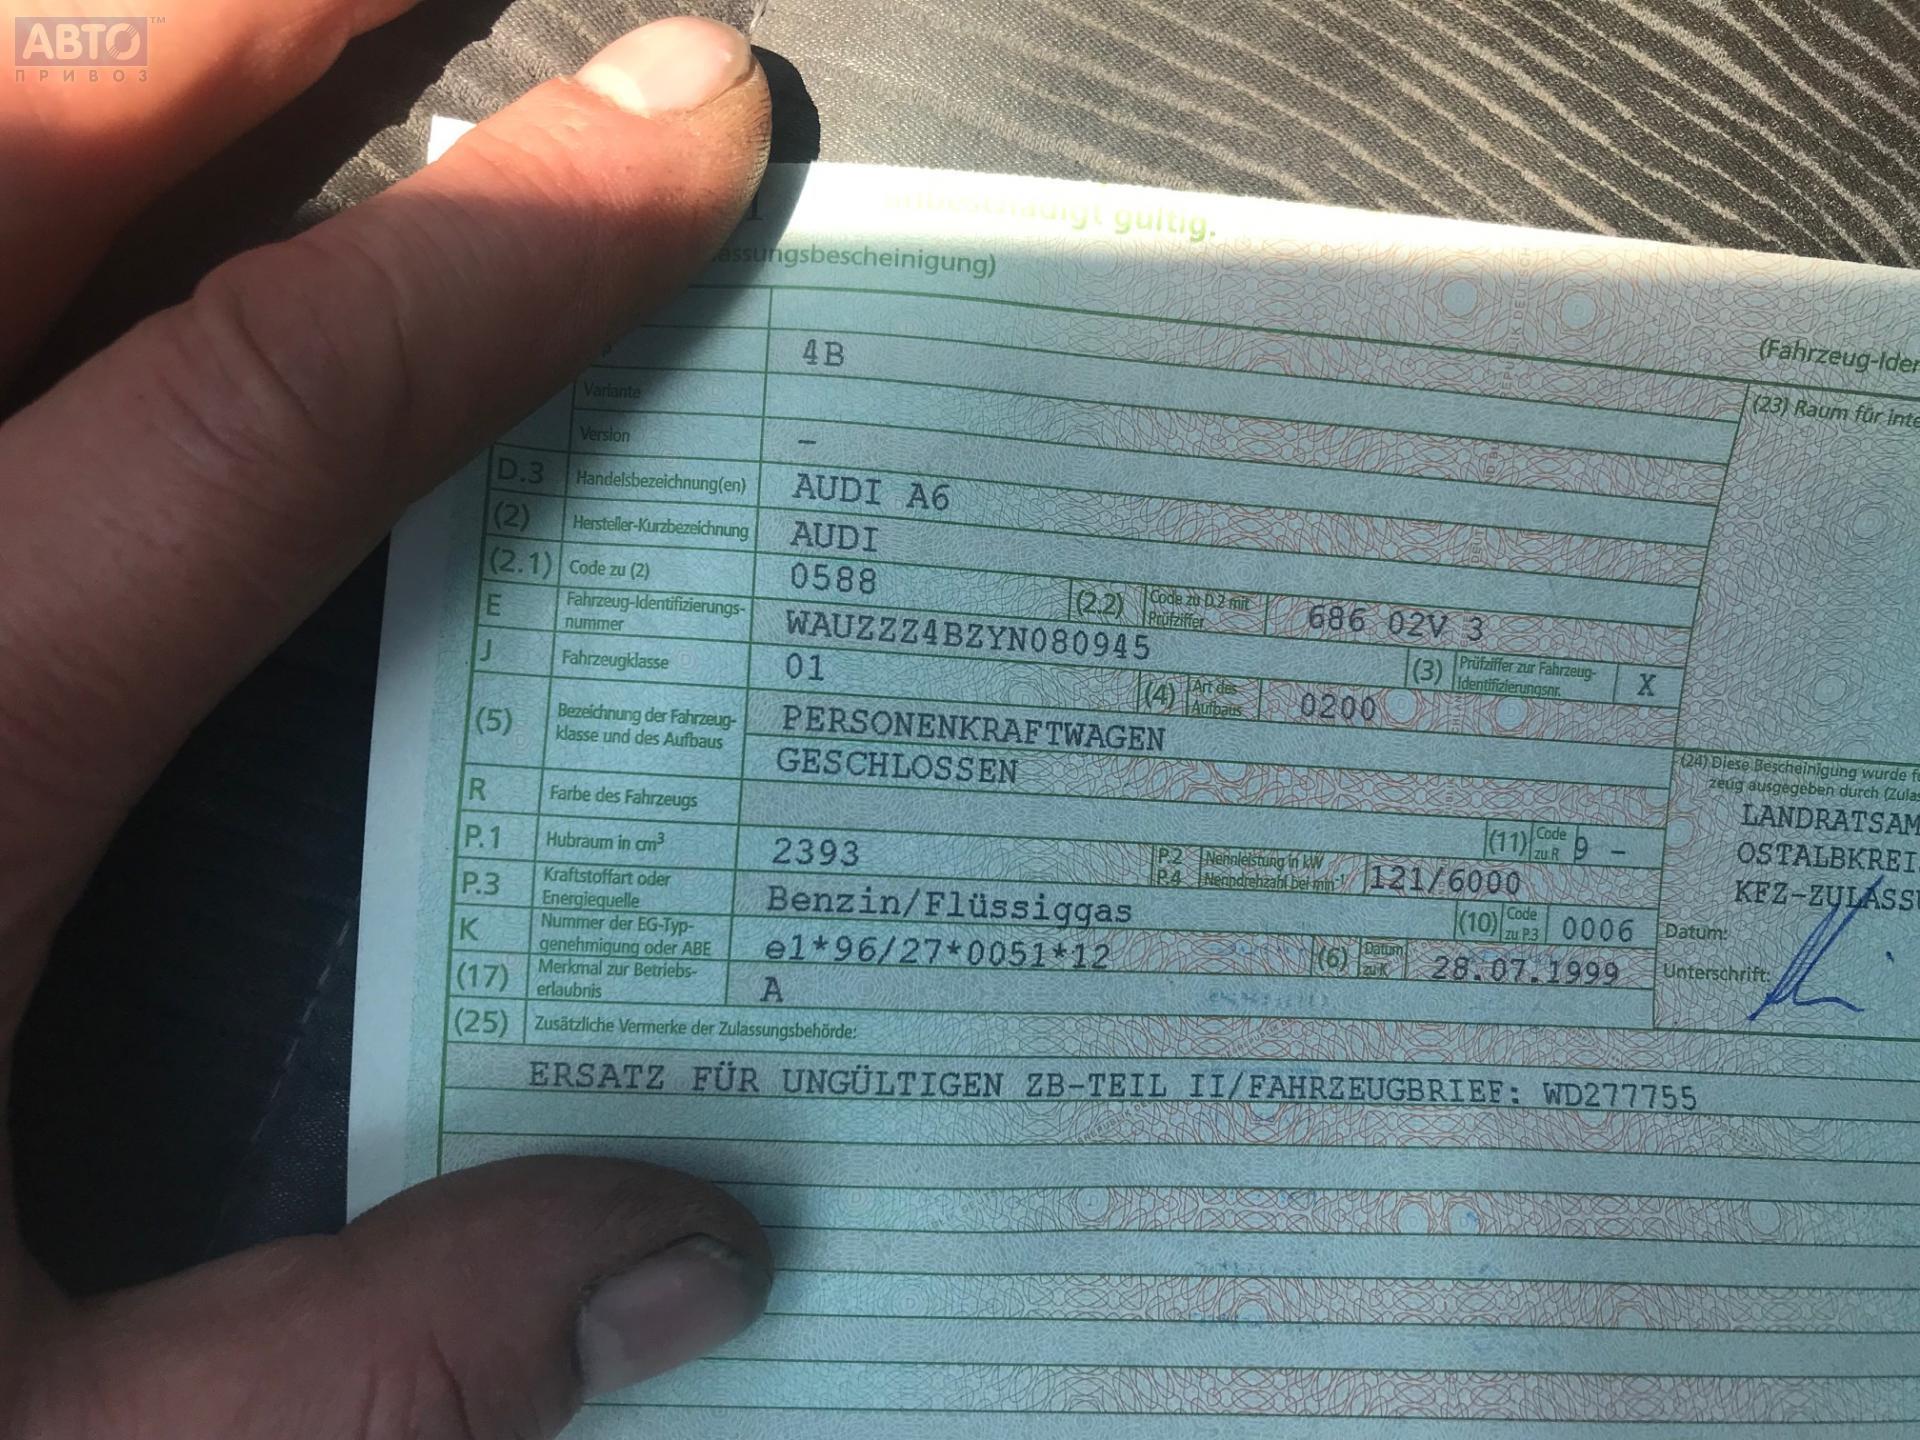 АВТО™
ПРИВОЗ
unbeschädigt gültig.
assungsbescheinigung)
(Fahrzeug-Iden
4B
Variante
Version –
(23) Raum für inte
D.3 Handelsbezeichnung(en) AUDI A6
(2) Hersteller-Kurzbezeichnung AUDI
(2.1) Code zu (2) 0588 (2.2) Code zu D.2 mit Prüfziffer 686 02V 3
E Fahrzeug-Identifizierungs-nummer WAUZZZ4BZYN080945 (3) Prüfziffer zur Fahrzeug-Identifizierungsnr. X
J Fahrzeugklasse 01 (4) Art des Aufbaus 0200
(5) Bezeichnung der Fahrzeug-klasse und des Aufbaus PERSONENKRAFTWAGEN
GESCHLOSSEN
R Farbe des Fahrzeugs (11) Code zu R 9 –
P.1 Hubraum in cm³ 2393 P.2 Nennleistung in kW P.4 Nenndrehzahl bei min⁻¹ 121/6000
P.3 Kraftstoffart oder Energiequelle Benzin/Flüssiggas (10) Code zu P.3 0006
K Nummer der EG-Typ-genehmigung oder ABE e1*96/27*0051*12 (6) Datum zu K 28.07.1999
(17) Merkmal zur Betriebs-erlaubnis A
(24) Diese Bescheinigung wurde fü
zeug ausgegeben durch (Zulas
LANDRATSAM
OSTALBKREI
KFZ-ZULASSU
Datum:
Unterschrift:
(25) Zusätzliche Vermerke der Zulassungsbehörde:
ERSATZ FÜR UNGÜLTIGEN ZB-TEIL II/FAHRZEUGBRIEF: WD277755